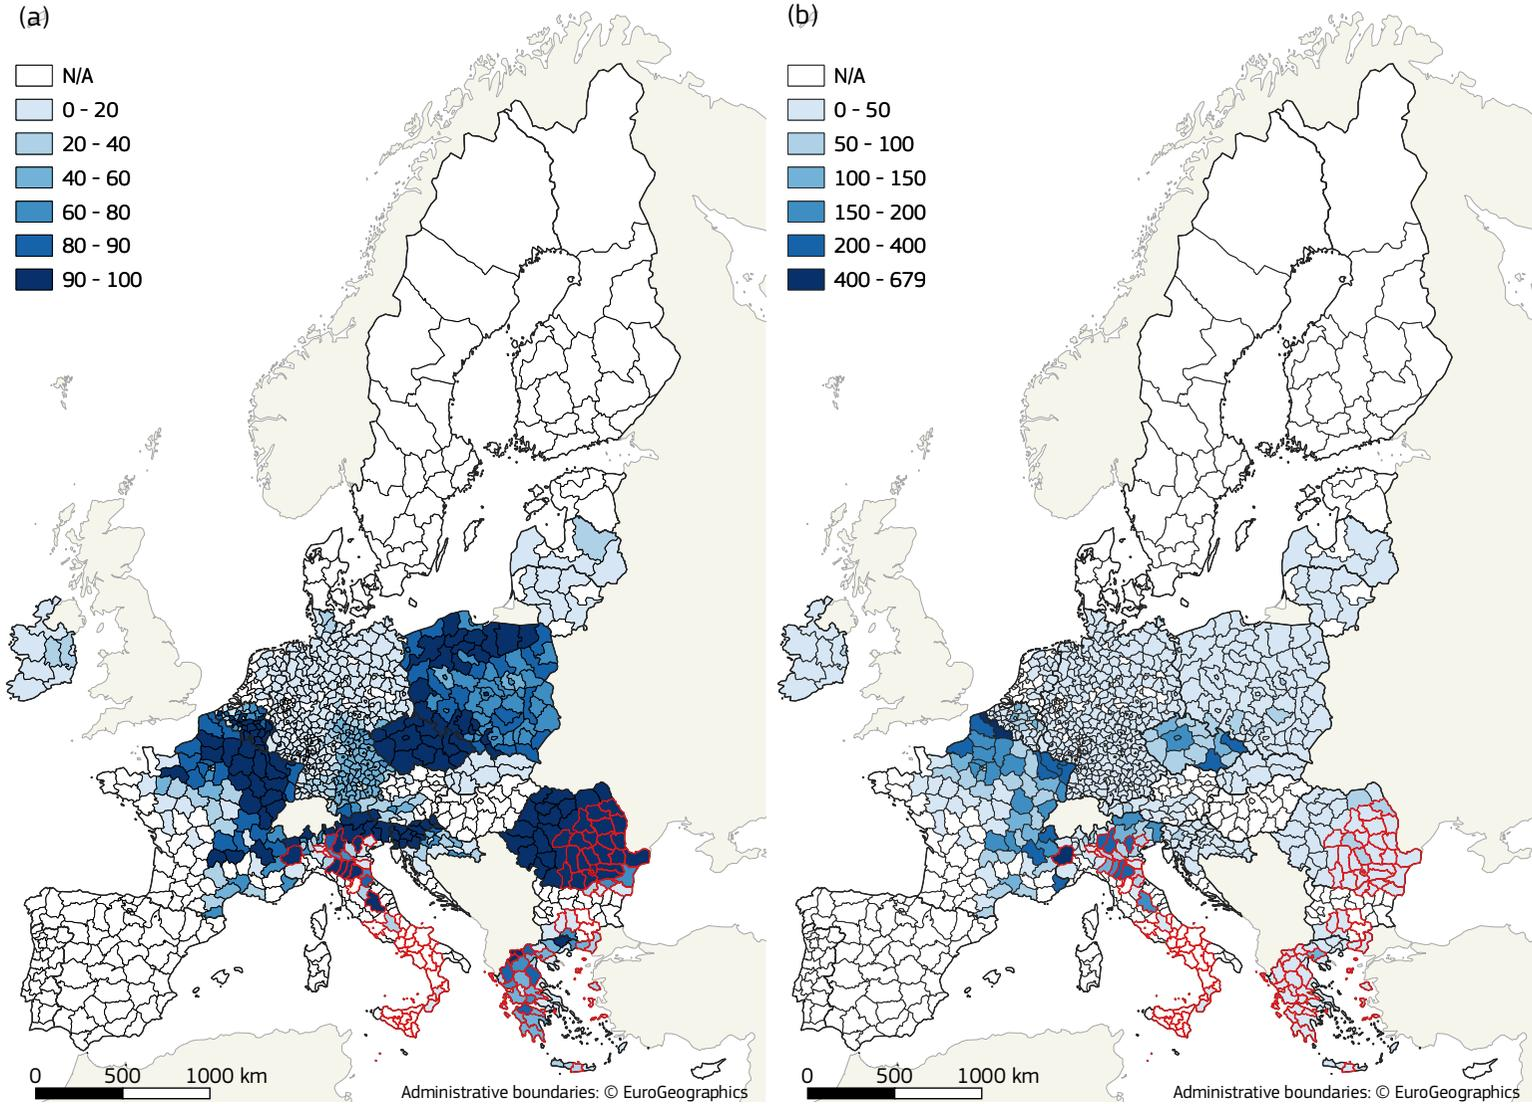 (a)
N/A
0 - 20
20 - 40
40 - 60
60 - 80
80 - 90
90 - 100
0 500 1000 km
Administrative boundaries: © EuroGeographics
(b)
N/A
0 - 50
50 - 100
100 - 150
150 - 200
200 - 400
400 - 679
0 500 1000 km
Administrative boundaries: © EuroGeographics